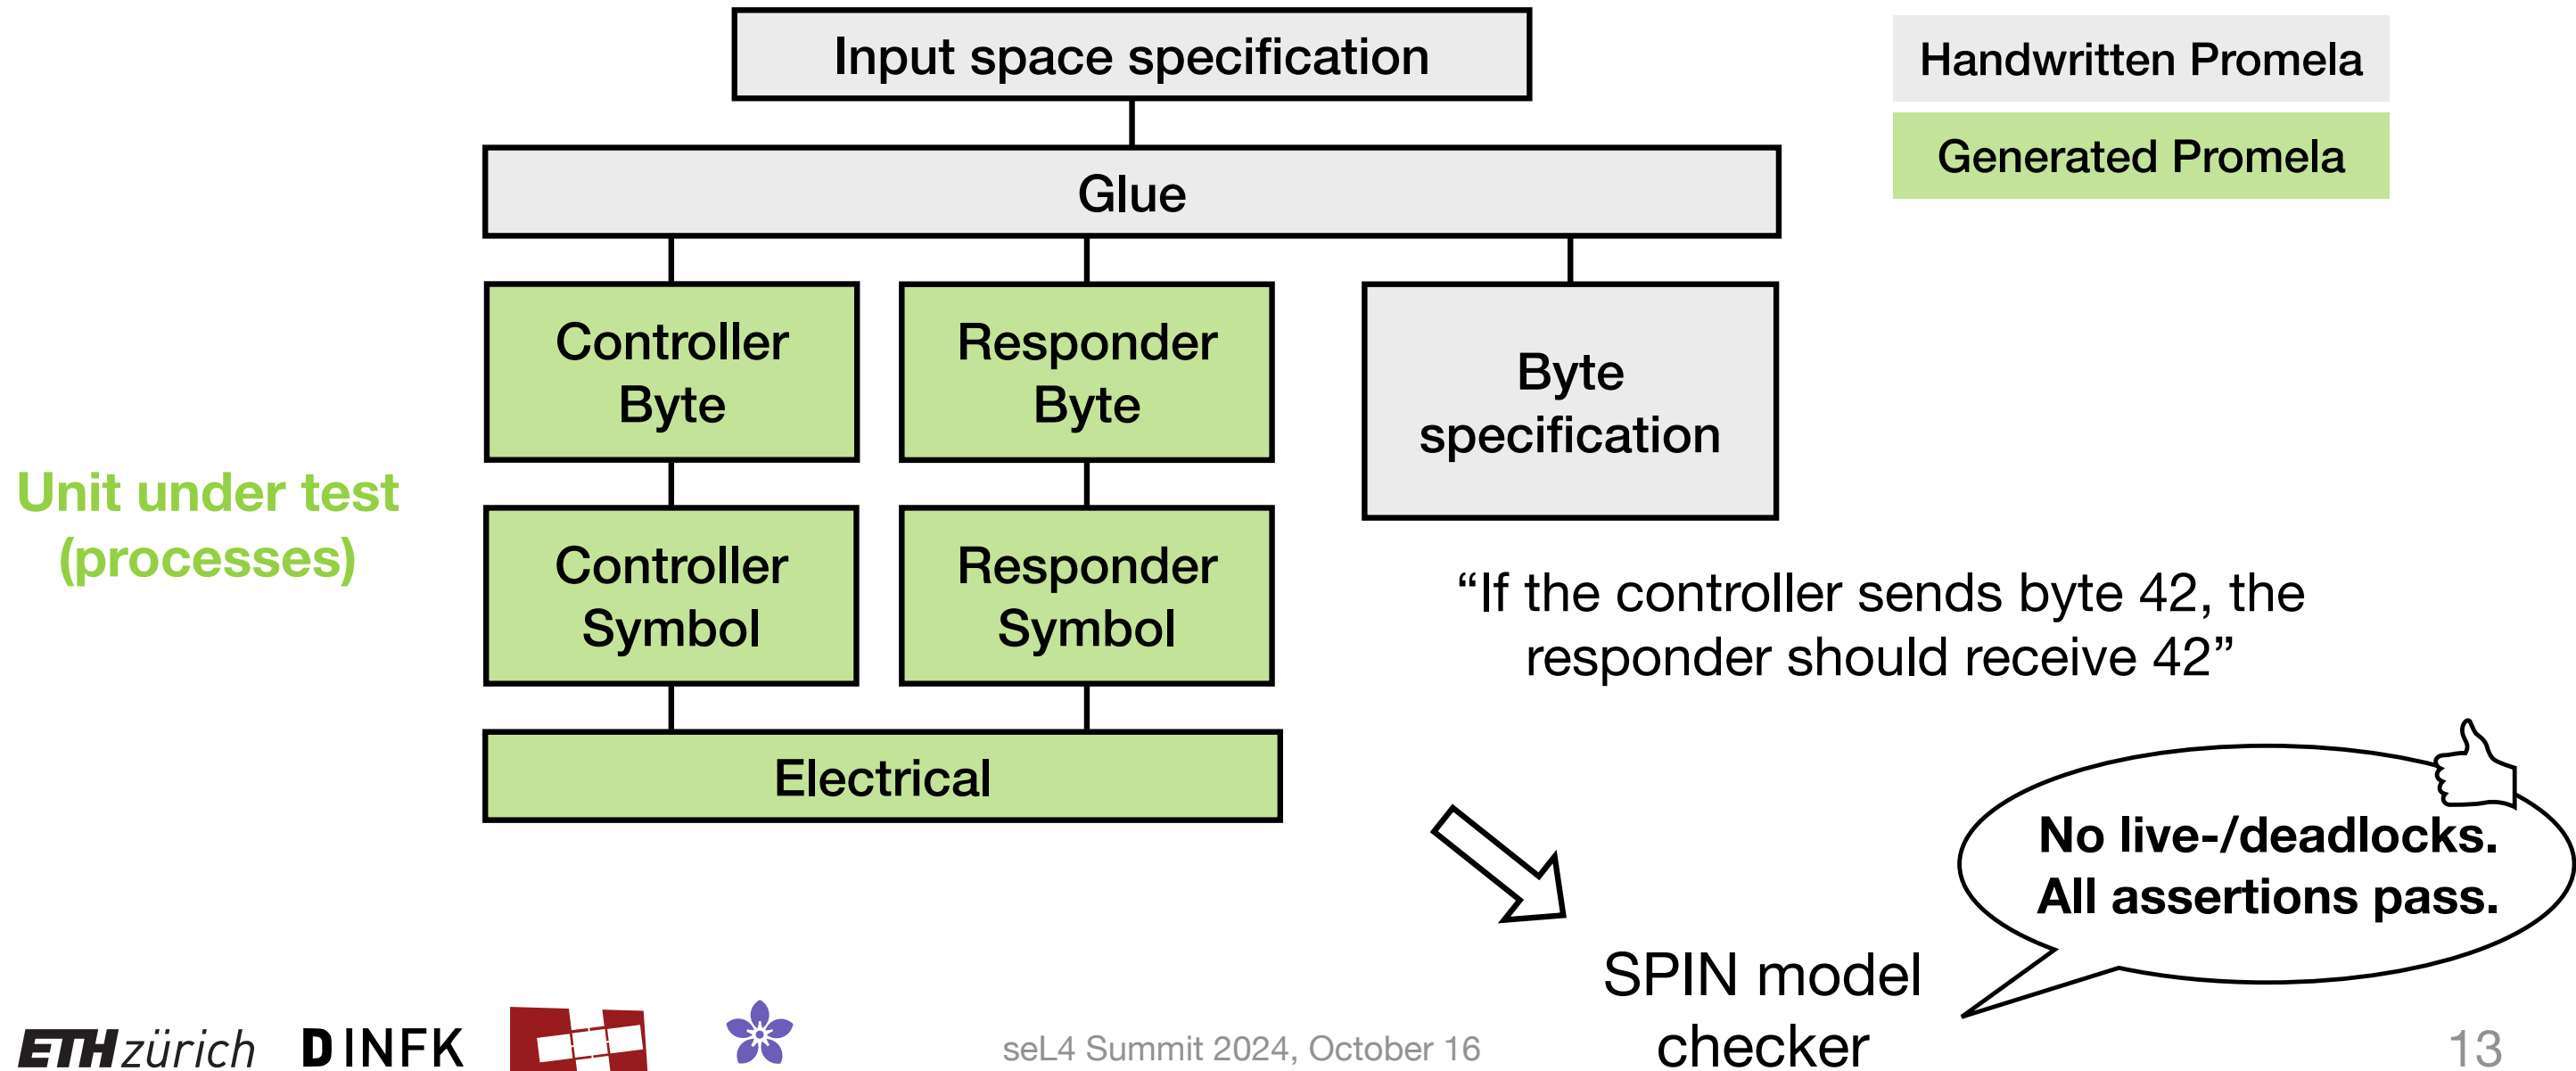 Input space specification
Handwritten Promela
Generated Promela
Glue
Controller
Byte
Responder
Byte
Byte
specification
Unit under test
(processes)
Controller
Symbol
Responder
Symbol
“If the controller sends byte 42, the
responder should receive 42”
Electrical
No live-/deadlocks.
All assertions pass.
SPIN model
checker
ETH zürich
DINFK
seL4 Summit 2024, October 16
13